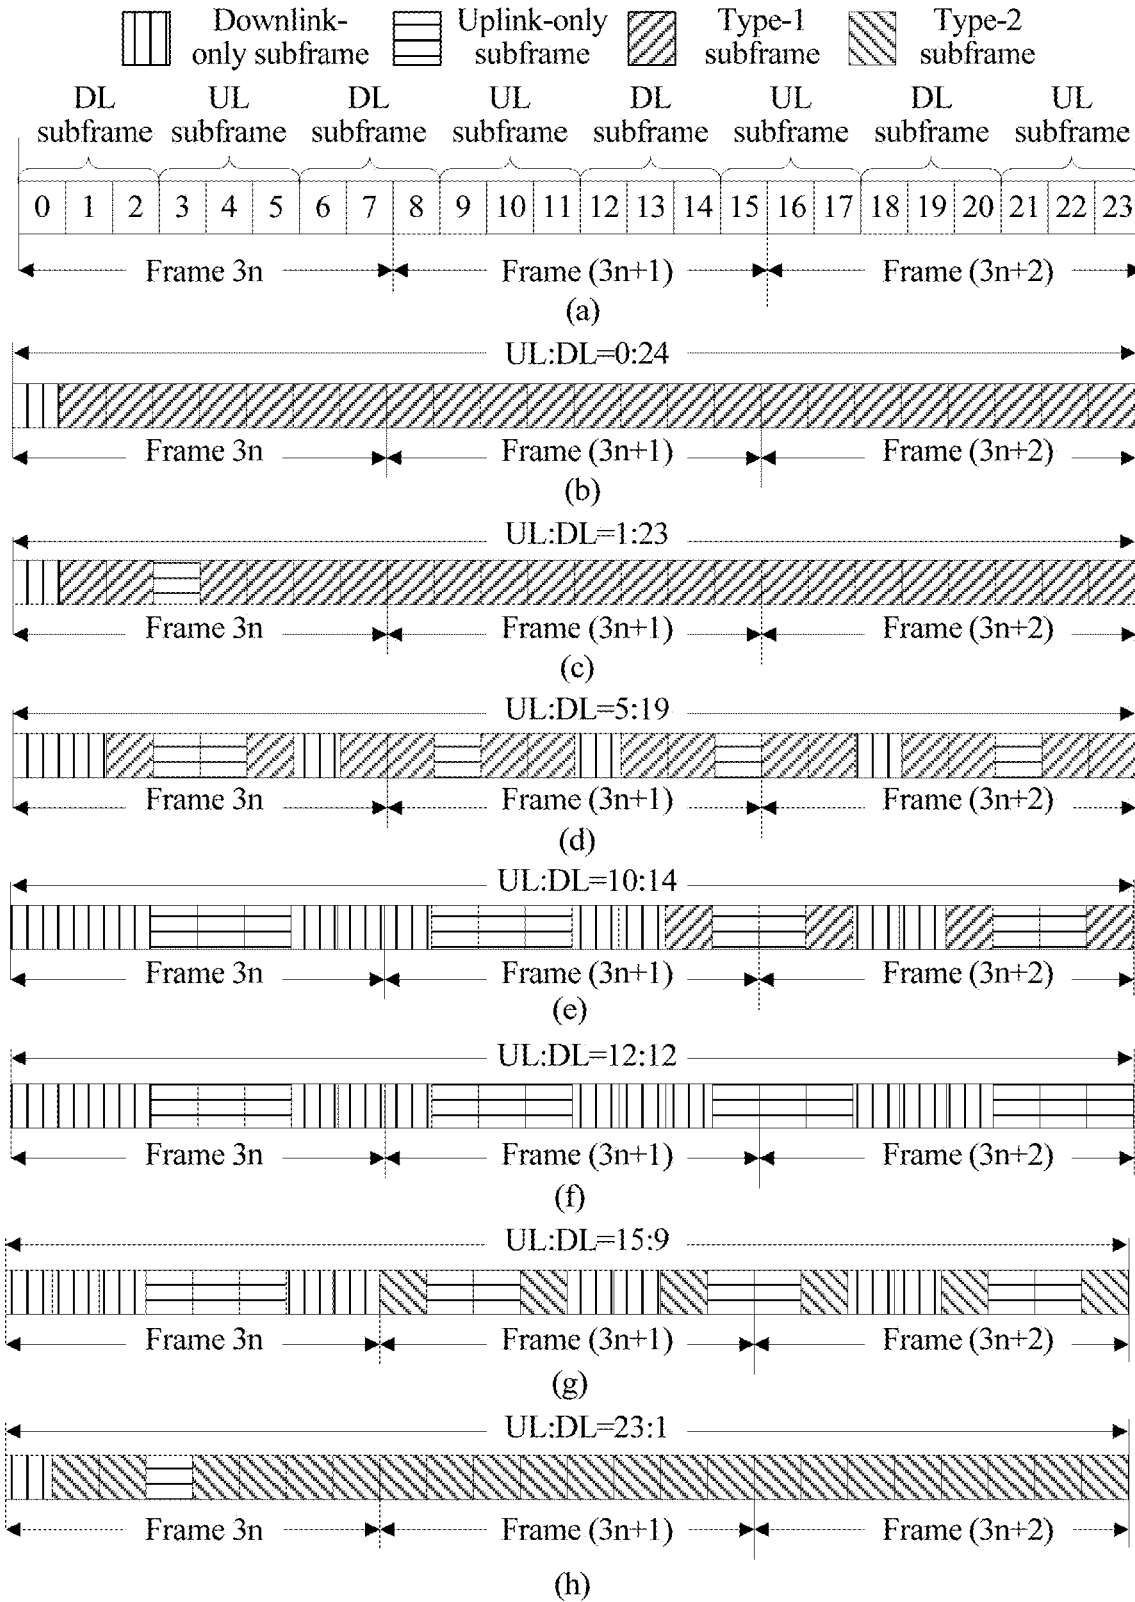 Downlink-only subframe
Uplink-only subframe
Type-1 subframe
Type-2 subframe
DL subframe
UL subframe
DL subframe
UL subframe
DL subframe
UL subframe
DL subframe
UL subframe
0 1 2 3 4 5 6 7 8 9 10 11 12 13 14 15 16 17 18 19 20 21 22 23
Frame 3n Frame (3n+1) Frame (3n+2)
(a)
UL:DL=0:24
Frame 3n Frame (3n+1) Frame (3n+2)
(b)
UL:DL=1:23
Frame 3n Frame (3n+1) Frame (3n+2)
(c)
UL:DL=5:19
Frame 3n Frame (3n+1) Frame (3n+2)
(d)
UL:DL=10:14
Frame 3n Frame (3n+1) Frame (3n+2)
(e)
UL:DL=12:12
Frame 3n Frame (3n+1) Frame (3n+2)
(f)
UL:DL=15:9
Frame 3n Frame (3n+1) Frame (3n+2)
(g)
UL:DL=23:1
Frame 3n Frame (3n+1) Frame (3n+2)
(h)